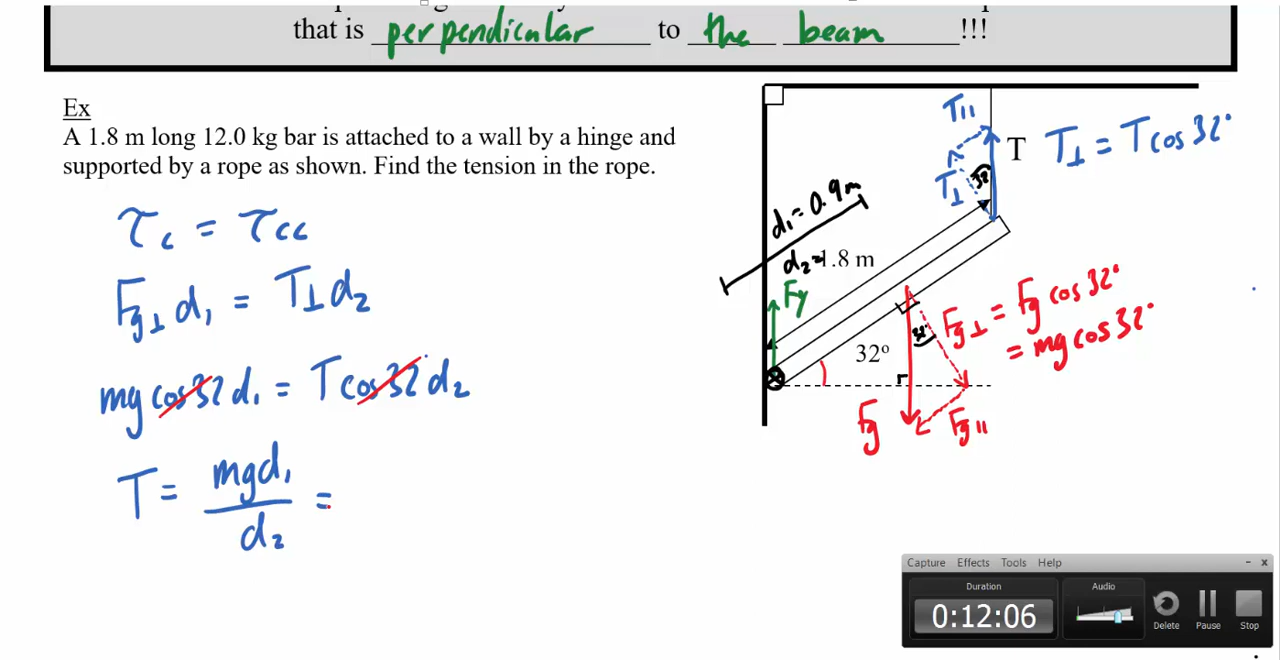 that is perpendicular to the beam !!!
Ex
A 1.8 m long 12.0 kg bar is attached to a wall by a hinge and
supported by a rope as shown. Find the tension in the rope.
τc = τcc
Fg⊥ d₁ = T⊥ d₂
mg cos32 d₁ = T cos32 d₂
T = mgd₁ / d₂ =
T∥
T
T⊥ = T cos 32°
T⊥
32
d₁ = 0.9m
d₂=1.8 m
Fy
32°
32°
Fg⊥ = Fg cos 32°
= mg cos 32°
Fg
Fg∥
Capture Effects Tools Help
Duration
0:12:06
Audio
Delete Pause Stop